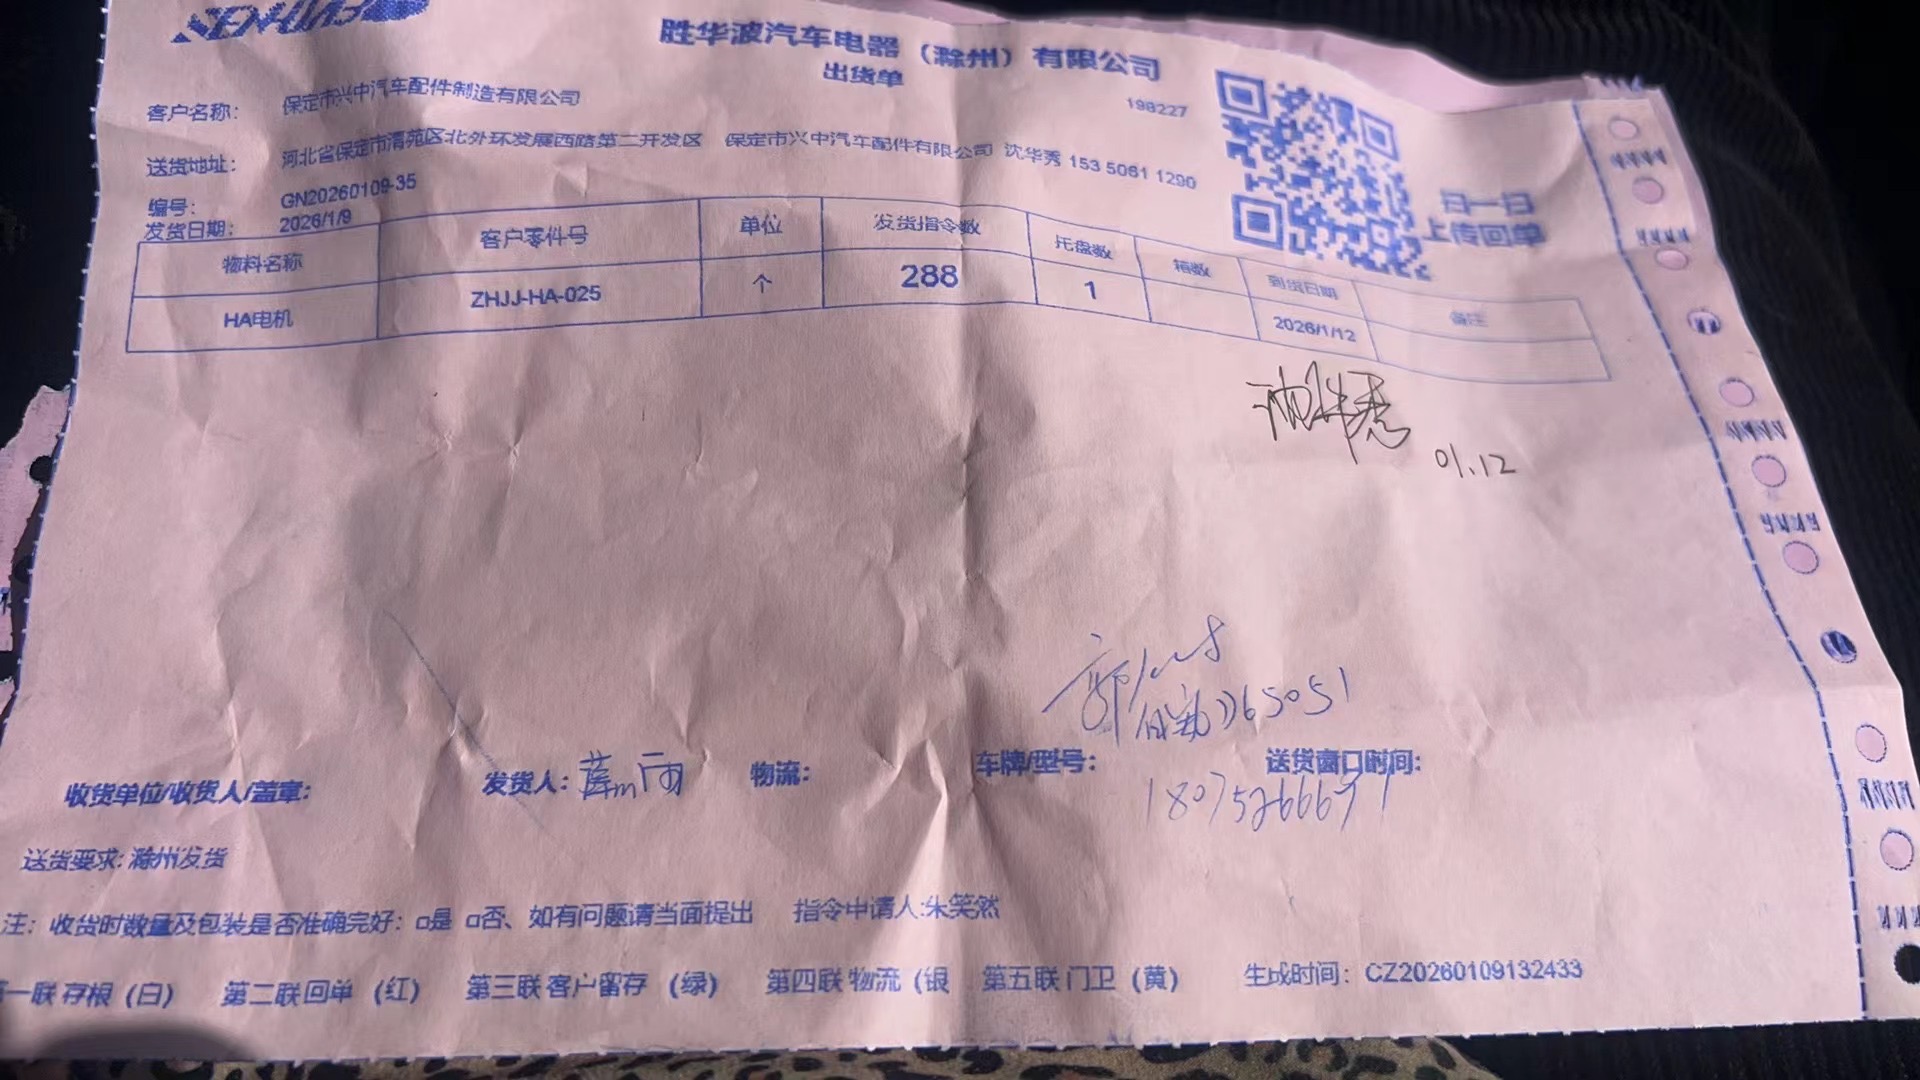 胜华波汽车电器（滁州）有限公司
出货单
198227
客户名称： 保定市兴中汽车配件制造有限公司
送货地址： 河北省保定市清苑区北外环发展西路第二开发区 保定市兴中汽车配件有限公司 沈华秀 153 5061 1290
编号： GN20260109-35
发货日期： 2026/1/9
扫一扫
上传回单
物料名称 客户零件号 单位 发货指令数 托盘数 箱数 到货日期 备注
HA电机 ZHJJ-HA-025 个 288 1 2026/1/12
沈华秀 01.12
65051
收货单位/收货人/盖章： 发货人： 物流： 车牌/型号： 送货窗口时间：
送货要求:滁州发货
注：收货时数量及包装是否准确完好：□是 □否、如有问题请当面提出 指令申请人:朱笑然
一联存根（白） 第二联回单 （红） 第三联客户留存 （绿） 第四联物流（银 第五联门卫（黄） 生成时间：CZ20260109132433